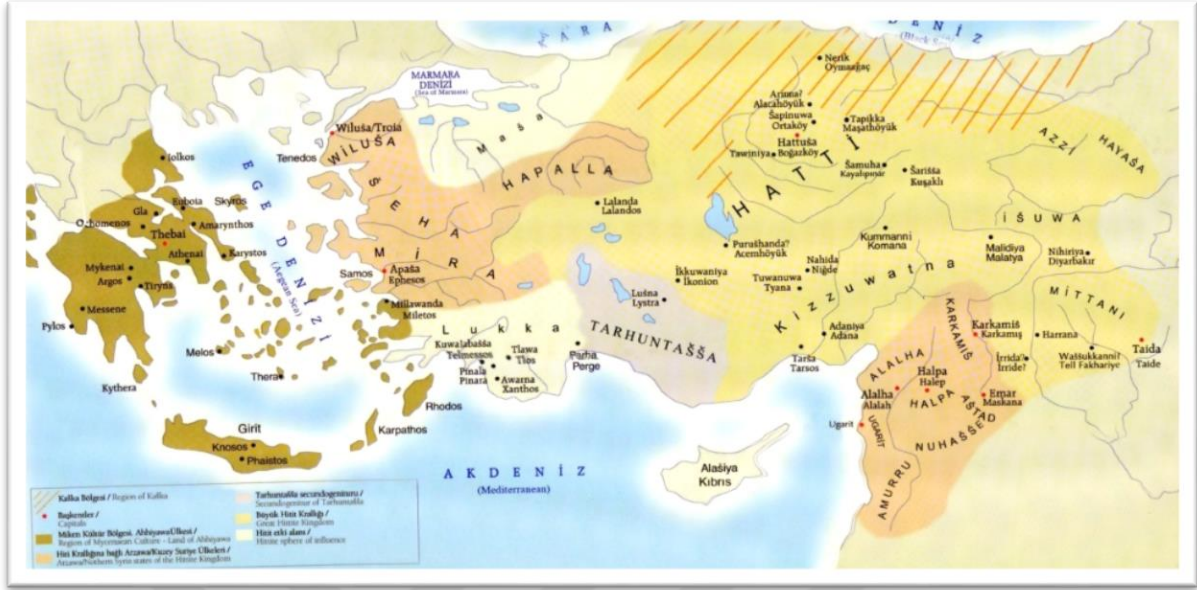 DENİZ
(Black Sea)
MARMARA
DENİZİ
(Sea of Marmara)
Nerik
Oymaağaç
Arinna?
Alacahöyük
Šapinuwa
Ortaköy
Tapikka
Maşathöyük
Hattuša
Boğazköy
Tawiniya
HATTİ
AZZİ
HAYAŠA
Wiluša/Troia
WİLUŠA
Maša
Tenedos
Iolkos
EGE DENİZİ
(Aegean Sea)
ŠEHA
HAPALLA
Šamuha
Kayalıpınar
Šarišša
Kuşaklı
Lalanda
Lalandos
Euboia
Skyros
Gla
Orchomenos
Amarynthos
Thebai
Athenai
Karystos
MİRA
İŠUWA
Purušhanda?
Acemhöyük
Kummanni
Komana
Malidiya
Malatya
Nihiriya
Diyarbakır
Mykenai
Argos
Tiryns
Samos
Apaša
Ephesos
İkkuwaniya
Ikonion
Nahida
Niğde
Tuwanuwa
Tyana
Kizzuwatna
MİTTANİ
Messene
Pylos
Millawanda
Miletos
Lušna
Lystra
TARHUNTAŠŠA
Adaniya
Adana
KARKAMIŠ
Karkamiš
Karkamış
Harrana
Lukka
Kuwalabašša
Telmessos
Tlawa
Tlos
Parha
Perge
Tarša
Tarsos
Taida
Taide
Waššukkanni?
Tell Fakhariye
Melos
Thera
Pinala
Pinara
Awarna
Xanthos
ALALHA
Halpa
Halep
İrrida?
İrride?
Kythera
Alalha
Alalah
HALPA
AŠTAD
Emar
Maskana
Rhodos
Karpathos
Ugarit
UGARİT
NUHAŠŠE
Girit
Knosos
Phaistos
Alašiya
Kıbrıs
AMURRU
AKDENİZ
(Mediterranean)
Kaška Bölgesi / Region of Kaška
Başkentler /
Capitals
Miken Kültür Bölgesi, Ahhiyawa Ülkesi /
Region of Mycenaean Culture - Land of Ahhiyawa
Hitit Krallığına bağlı Arzawa/Kuzey Suriye Ülkeleri /
Arzawa/Nothern Syria states of the Hittite Kingdom
Tarhuntašša secundogenituru /
Secundogenitur of Tarhuntašša
Büyük Hitit Krallığı /
Great Hittite Kingdom
Hitit etki alanı /
Hittite sphere of influence